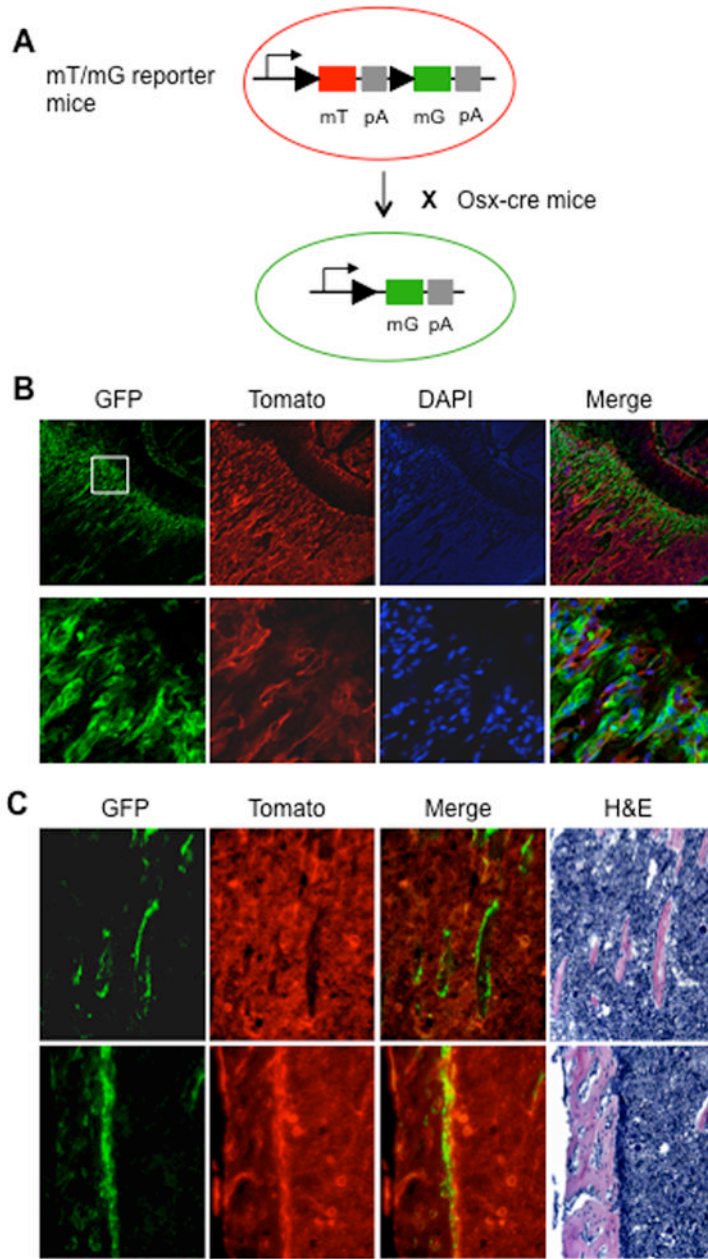 A
mT/mG reporter
mice
mT pA mG pA
X Osx-cre mice
mG pA
B
GFP Tomato DAPI Merge
C
GFP Tomato Merge H&E